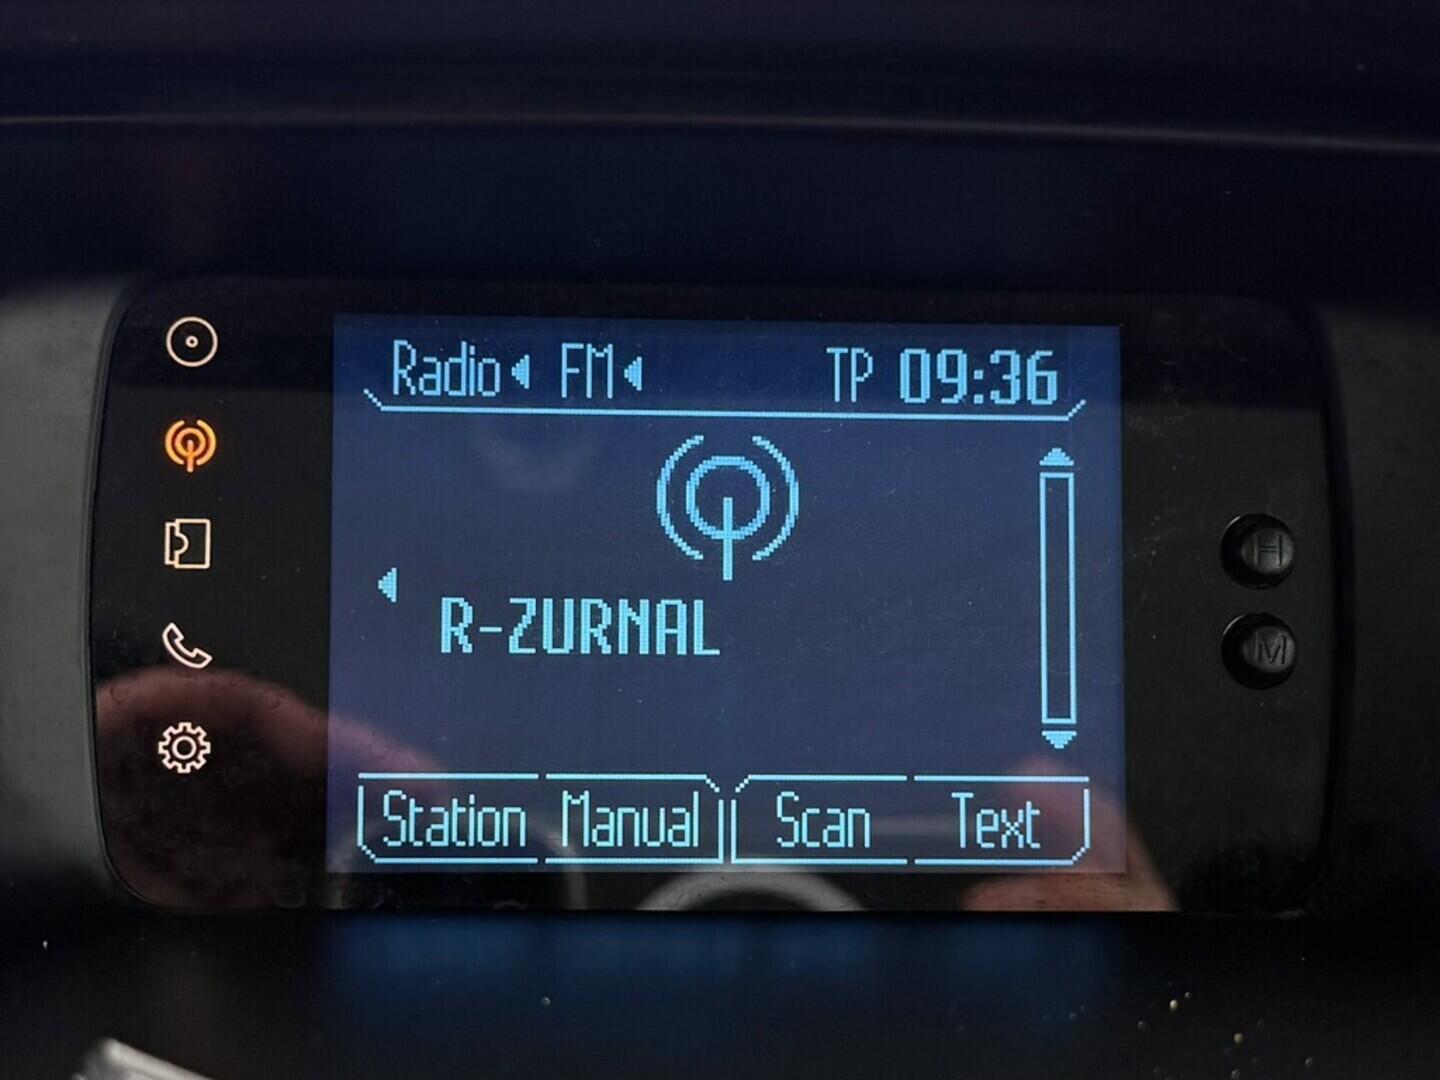 Radio FM TP 09:36
R-ZURNAL
H
M
Station Manual Scan Text